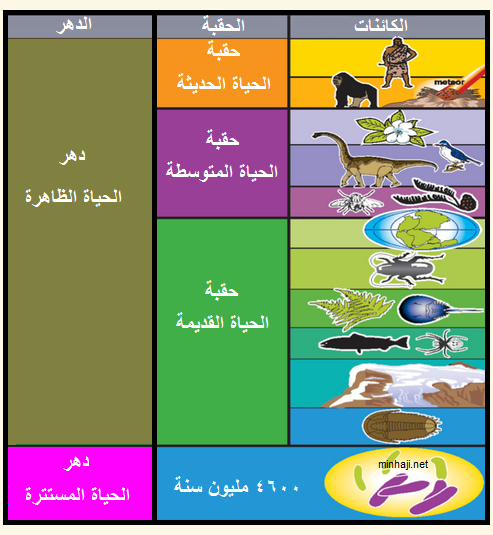 الدهر
الحقبة
الكائنات
حقبة
الحياة الحديثة
meteor
حقبة
الحياة المتوسطة
دهر
الحياة الظاهرة
حقبة
الحياة القديمة
دهر
الحياة المستترة
٤٦٠٠ مليون سنة
minhaji.net